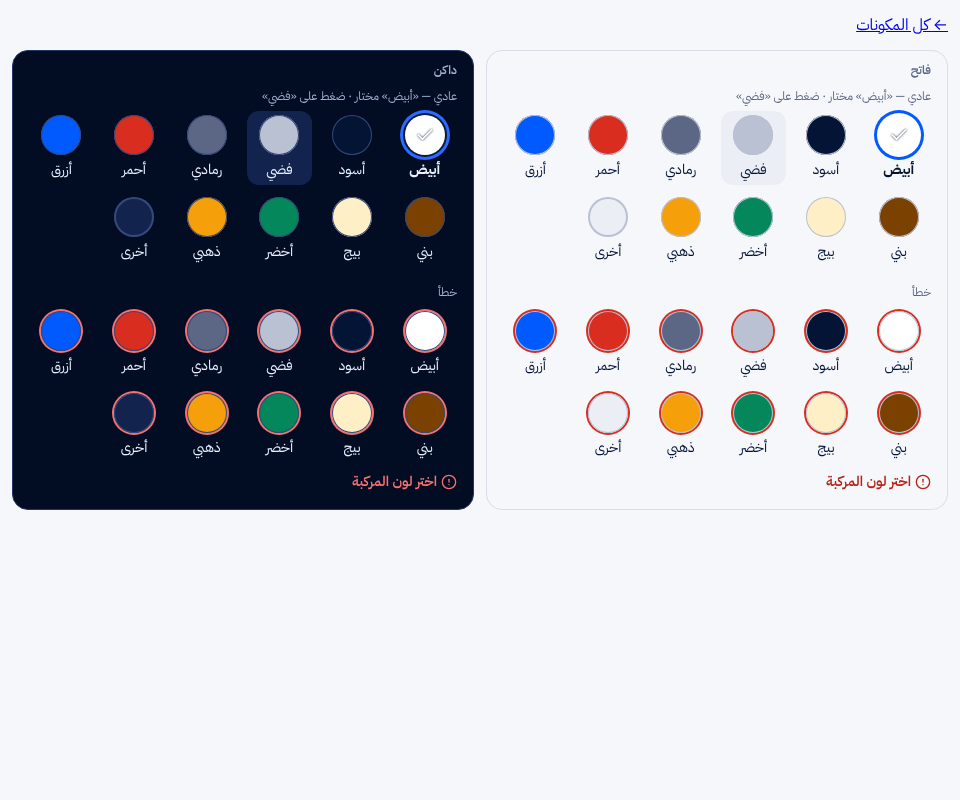 ← كل المكونات
فاتح
عادي — «أبيض» مختار · ضغط على «فضي»
أبيض أسود فضي رمادي أحمر أزرق
بني بيج أخضر ذهبي أخرى
خطأ
أبيض أسود فضي رمادي أحمر أزرق
بني بيج أخضر ذهبي أخرى
اختر لون المركبة
داكن
عادي — «أبيض» مختار · ضغط على «فضي»
أبيض أسود فضي رمادي أحمر أزرق
بني بيج أخضر ذهبي أخرى
خطأ
أبيض أسود فضي رمادي أحمر أزرق
بني بيج أخضر ذهبي أخرى
اختر لون المركبة